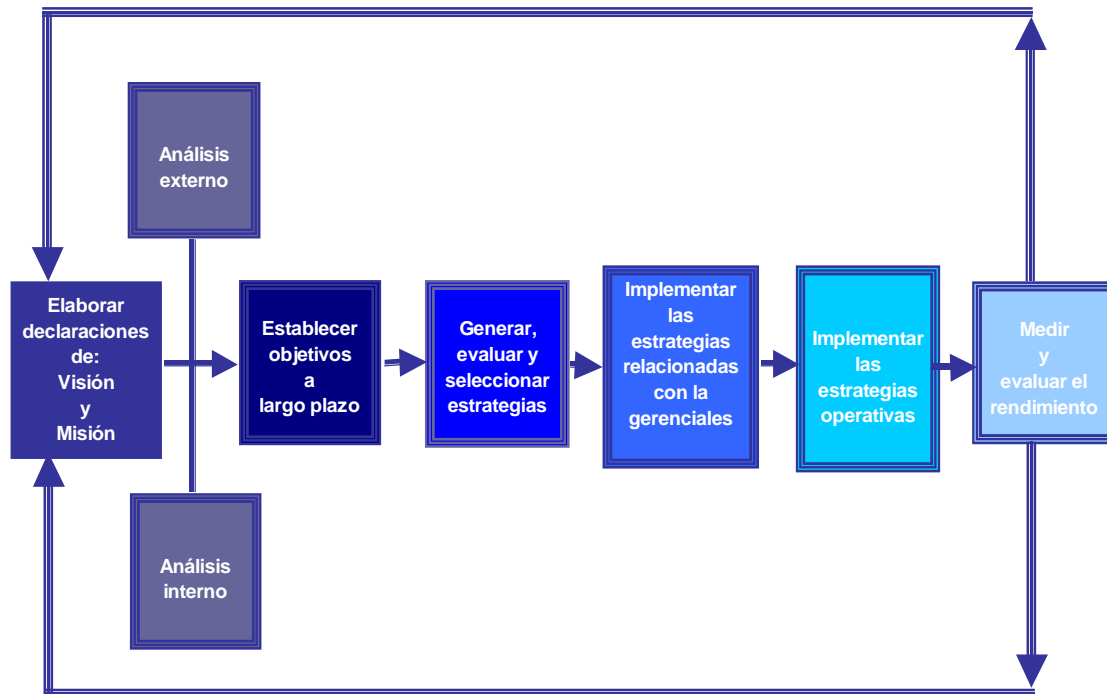 Análisis
externo
Elaborar
declaraciones
de:
Visión
y
Misión
Análisis
interno
Establecer
objetivos
a
largo plazo
Generar,
evaluar y
seleccionar
estrategias
Implementar
las
estrategias
relacionadas
con la
gerenciales
Implementar
las
estrategias
operativas
Medir
y
evaluar el
rendimiento